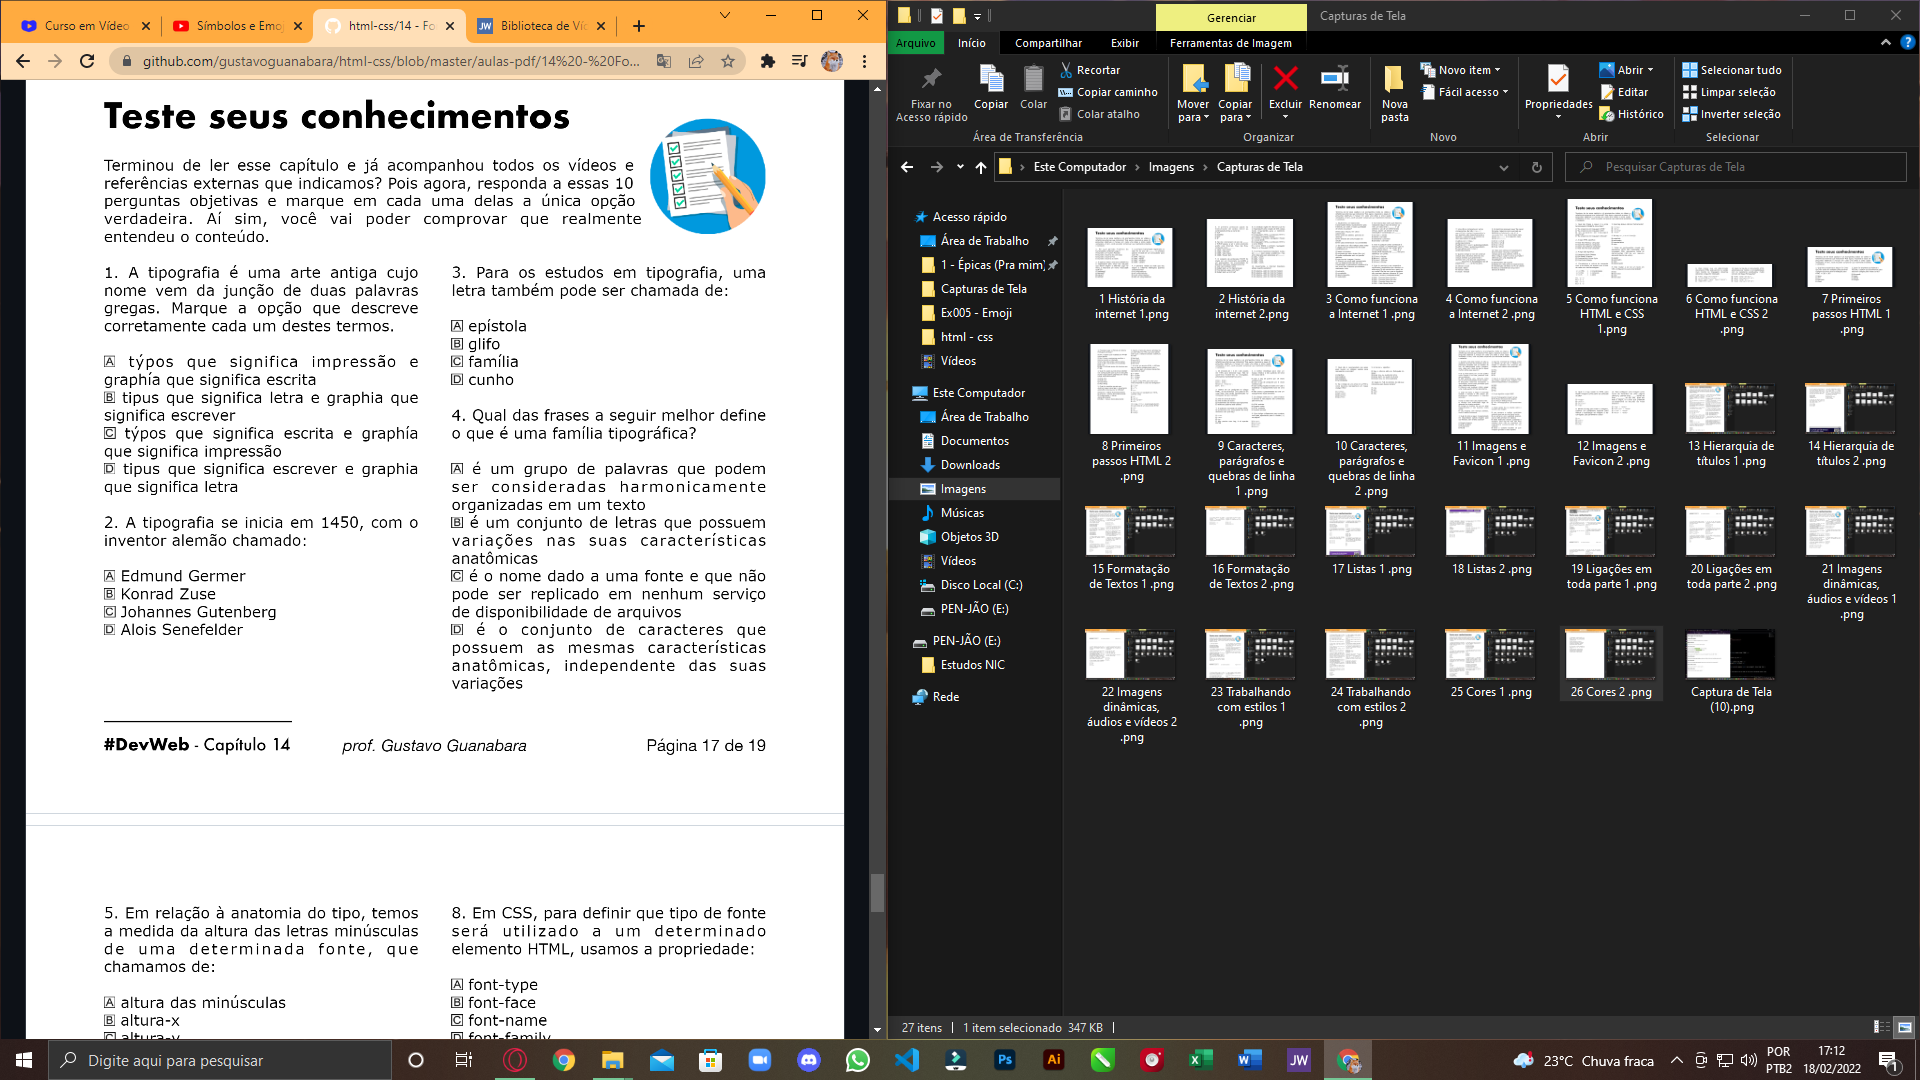 Curso em Vídeo
Símbolos e Emoj
html-css/14 - Fo
Biblioteca de Ví
github.com/gustavoguanabara/html-css/blob/master/aulas-pdf/14%20-%20Fo...
Teste seus conhecimentos
Terminou de ler esse capítulo e já acompanhou todos os vídeos e
referências externas que indicamos? Pois agora, responda a essas 10
perguntas objetivas e marque em cada uma delas a única opção
verdadeira. Aí sim, você vai poder comprovar que realmente
entendeu o conteúdo.
1. A tipografia é uma arte antiga cujo
nome vem da junção de duas palavras
gregas. Marque a opção que descreve
corretamente cada um destes termos.
A týpos que significa impressão e
graphía que significa escrita
B tipus que significa letra e graphia que
significa escrever
C týpos que significa escrita e graphía
que significa impressão
D tipus que significa escrever e graphia
que significa letra
2. A tipografia se inicia em 1450, com o
inventor alemão chamado:
A Edmund Germer
B Konrad Zuse
C Johannes Gutenberg
D Alois Senefelder
3. Para os estudos em tipografia, uma
letra também pode ser chamada de:
A epístola
B glifo
C família
D cunho
4. Qual das frases a seguir melhor define
o que é uma família tipográfica?
A é um grupo de palavras que podem
ser consideradas harmonicamente
organizadas em um texto
B é um conjunto de letras que possuem
variações nas suas características
anatômicas
C é o nome dado a uma fonte e que não
pode ser replicado em nenhum serviço
de disponibilidade de arquivos
D é o conjunto de caracteres que
possuem as mesmas características
anatômicas, independente das suas
variações
#DevWeb - Capítulo 14
prof. Gustavo Guanabara
Página 17 de 19
5. Em relação à anatomia do tipo, temos
a medida da altura das letras minúsculas
de uma determinada fonte, que
chamamos de:
A altura das minúsculas
B altura-x
C altura-y
8. Em CSS, para definir que tipo de fonte
será utilizado a um determinado
elemento HTML, usamos a propriedade:
A font-type
B font-face
C font-name
D font-family
Gerenciar
Capturas de Tela
Arquivo
Início
Compartilhar
Exibir
Ferramentas de Imagem
Fixar no
Acesso rápido
Copiar
Colar
Recortar
Copiar caminho
Colar atalho
Área de Transferência
Mover
para
Copiar
para
Excluir
Renomear
Organizar
Nova
pasta
Novo item
Fácil acesso
Novo
Propriedades
Abrir
Editar
Histórico
Abrir
Selecionar tudo
Limpar seleção
Inverter seleção
Selecionar
Este Computador
Imagens
Capturas de Tela
Pesquisar Capturas de Tela
Acesso rápido
Área de Trabalho
1 - Épicas (Pra mim)
Capturas de Tela
Ex005 - Emoji
html - css
Vídeos
Este Computador
Área de Trabalho
Documentos
Downloads
Imagens
Músicas
Objetos 3D
Vídeos
Disco Local (C:)
PEN-JÃO (E:)
PEN-JÃO (E:)
Estudos NIC
Rede
1 História da
internet 1.png
2 História da
internet 2.png
3 Como funciona
a Internet 1 .png
4 Como funciona
a Internet 2 .png
5 Como funciona
HTML e CSS
1.png
6 Como funciona
HTML e CSS 2
.png
7 Primeiros
passos HTML 1
.png
8 Primeiros
passos HTML 2
.png
9 Caracteres,
parágrafos e
quebras de linha
1 .png
10 Caracteres,
parágrafos e
quebras de linha
2 .png
11 Imagens e
Favicon 1 .png
12 Imagens e
Favicon 2 .png
13 Hierarquia de
títulos 1 .png
14 Hierarquia de
títulos 2 .png
15 Formatação
de Textos 1 .png
16 Formatação
de Textos 2 .png
17 Listas 1 .png
18 Listas 2 .png
19 Ligações em
toda parte 1 .png
20 Ligações em
toda parte 2 .png
21 Imagens
dinâmicas,
áudios e vídeos 1
.png
22 Imagens
dinâmicas,
áudios e vídeos 2
.png
23 Trabalhando
com estilos 1
.png
24 Trabalhando
com estilos 2
.png
25 Cores 1 .png
26 Cores 2 .png
Captura de Tela
(10).png
27 itens
1 item selecionado 347 KB
Digite aqui para pesquisar
23°C Chuva fraca
POR
PTB2
17:12
18/02/2022